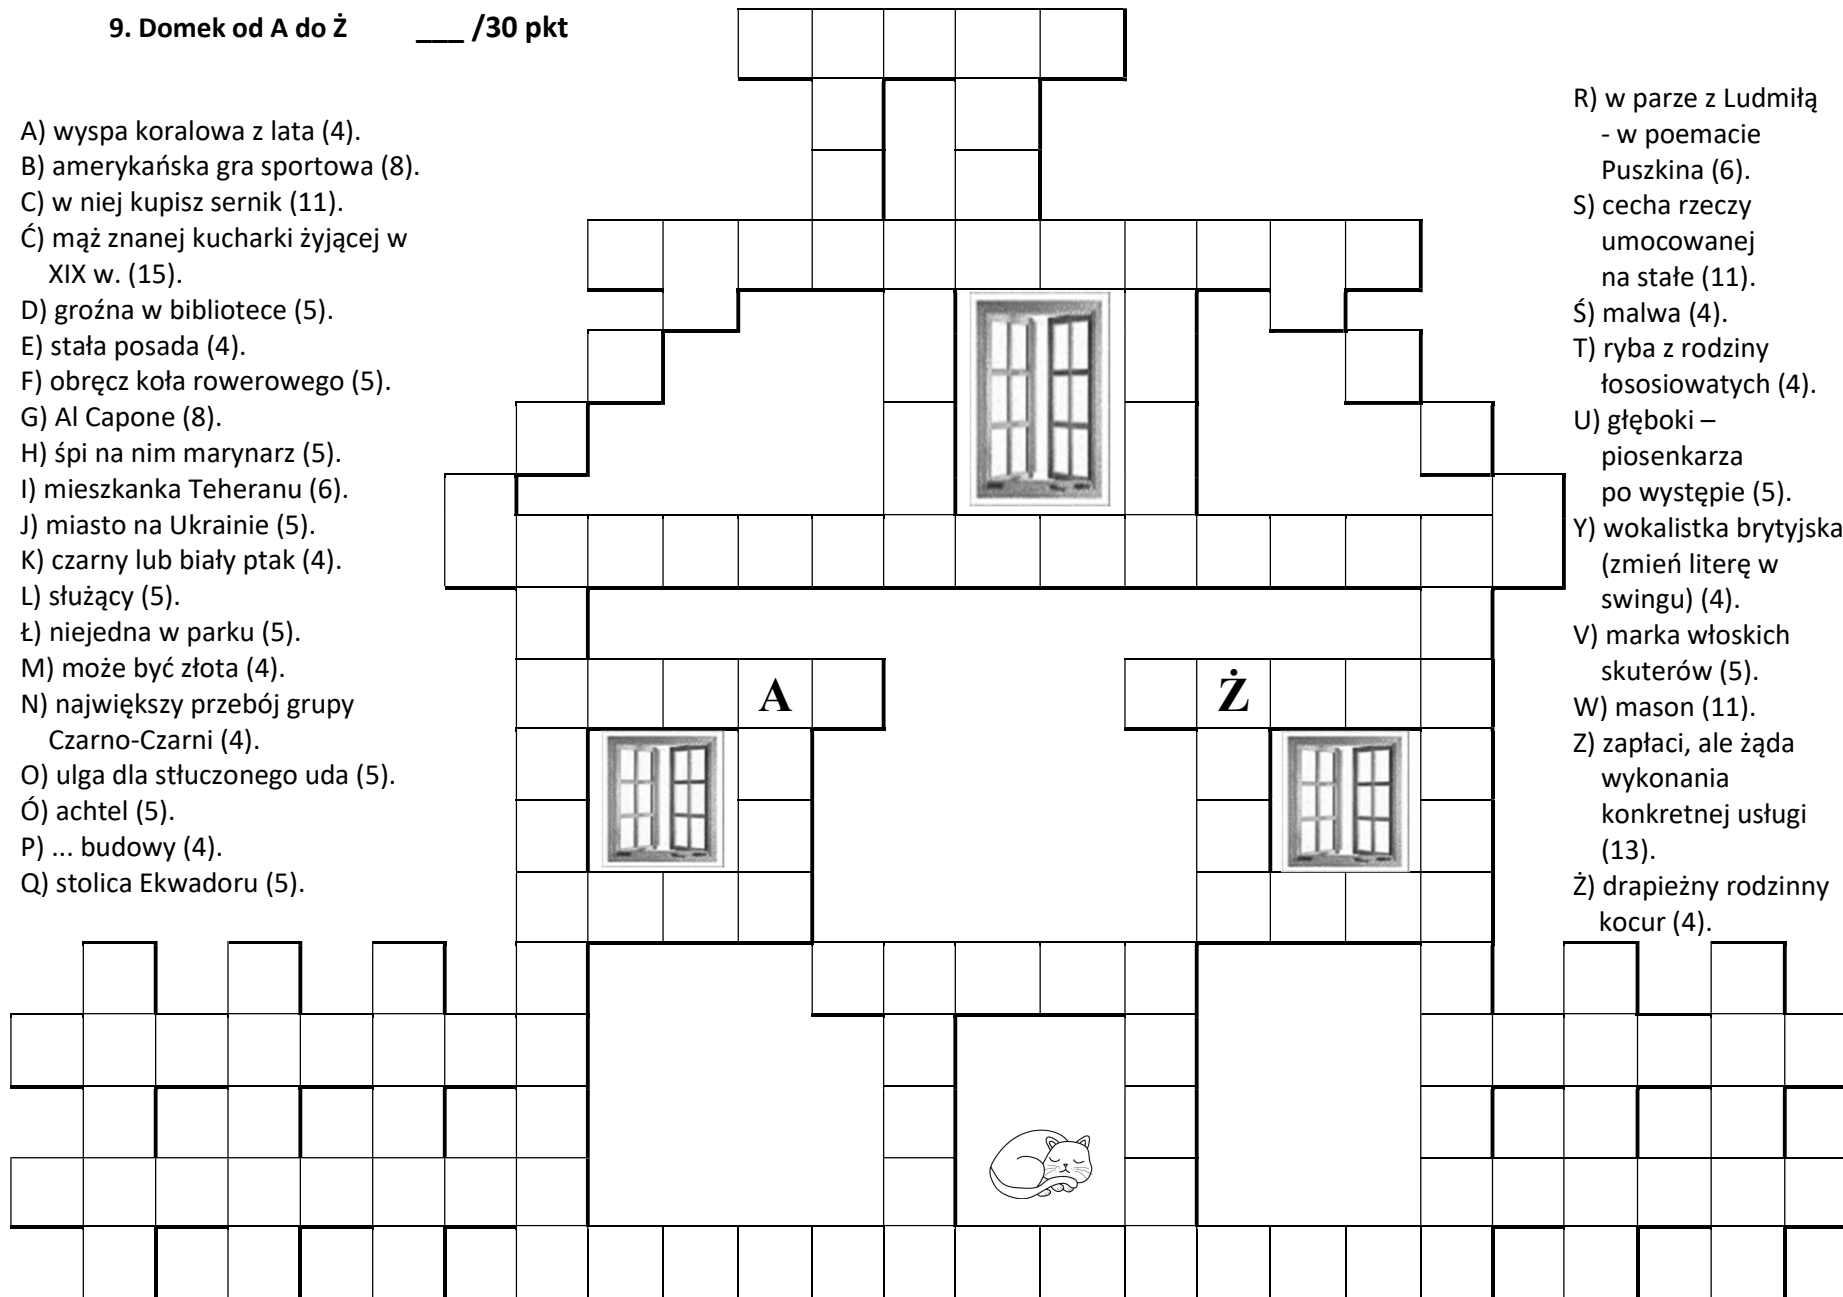 9. Domek od A do Ż ___ /30 pkt
A) wyspa koralowa z lata (4).
B) amerykańska gra sportowa (8).
C) w niej kupisz sernik (11).
Ć) mąż znanej kucharki żyjącej w
XIX w. (15).
D) groźna w bibliotece (5).
E) stała posada (4).
F) obręcz koła rowerowego (5).
G) Al Capone (8).
H) śpi na nim marynarz (5).
I) mieszkanka Teheranu (6).
J) miasto na Ukrainie (5).
K) czarny lub biały ptak (4).
L) służący (5).
Ł) niejedna w parku (5).
M) może być złota (4).
N) największy przebój grupy
Czarno-Czarni (4).
O) ulga dla stłuczonego uda (5).
Ó) achtel (5).
P) ... budowy (4).
Q) stolica Ekwadoru (5).
A
Ż
R) w parze z Ludmiłą
- w poemacie
Puszkina (6).
S) cecha rzeczy
umocowanej
na stałe (11).
Ś) malwa (4).
T) ryba z rodziny
łososiowatych (4).
U) głęboki –
piosenkarza
po występie (5).
Y) wokalistka brytyjska
(zmień literę w
swingu) (4).
V) marka włoskich
skuterów (5).
W) mason (11).
Z) zapłaci, ale żąda
wykonania
konkretnej usługi
(13).
Ż) drapieżny rodzinny
kocur (4).